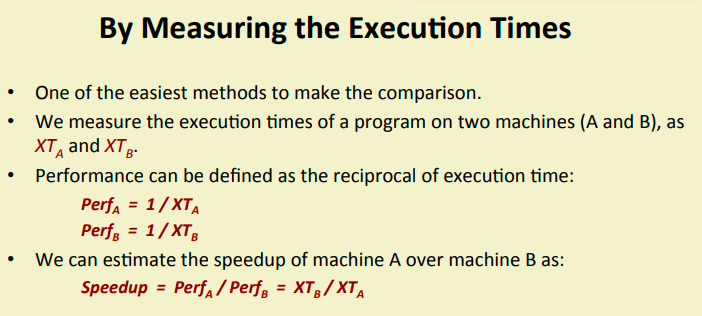 By Measuring the Execution Times
• One of the easiest methods to make the comparison.
• We measure the execution times of a program on two machines (A and B), as
XT_A and XT_B.
• Performance can be defined as the reciprocal of execution time:
Perf_A = 1 / XT_A
Perf_B = 1 / XT_B
• We can estimate the speedup of machine A over machine B as:
Speedup = Perf_A / Perf_B = XT_B / XT_A